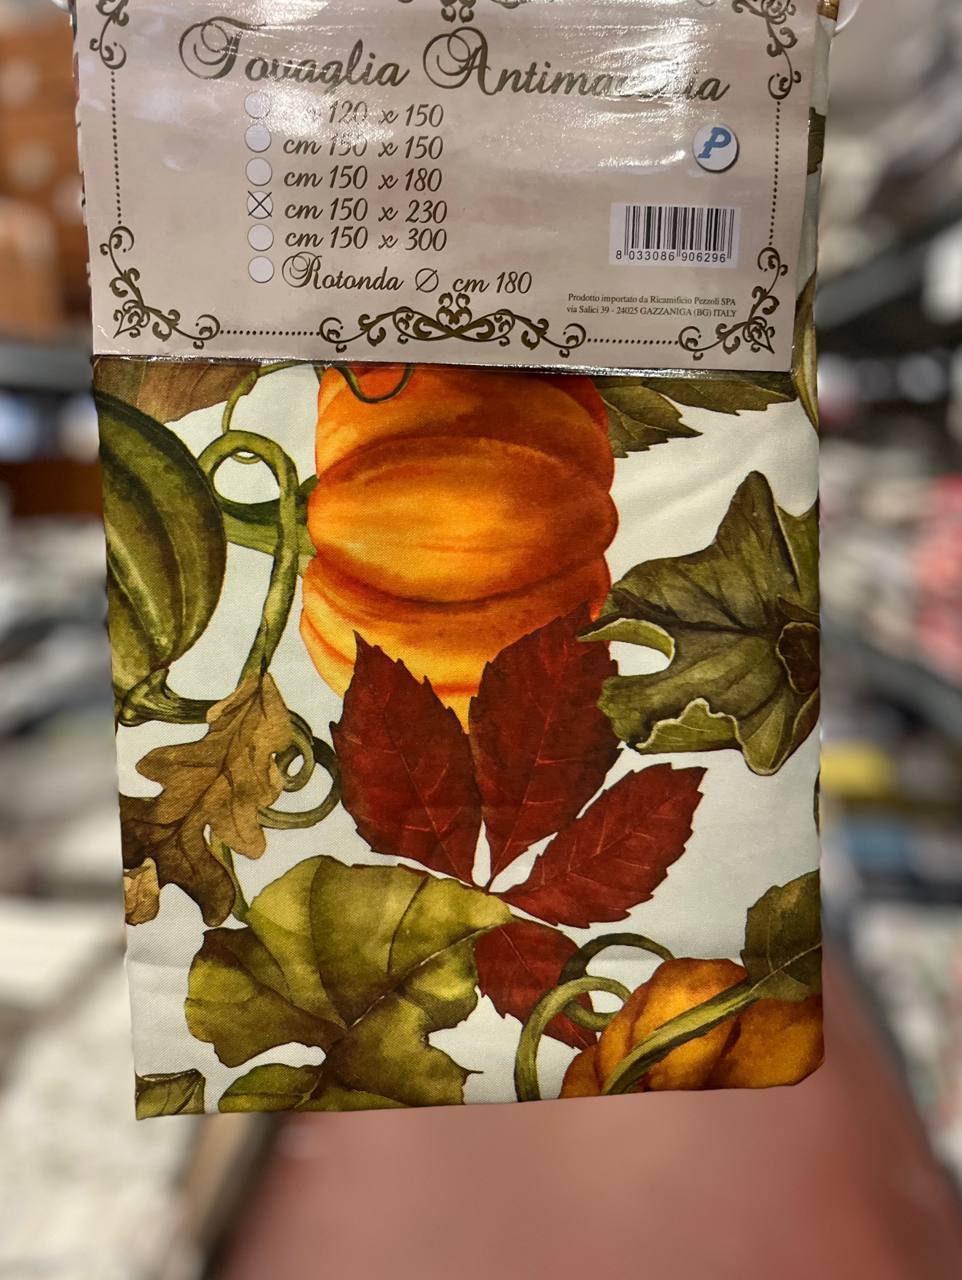 Tovaglia Antimacchia
120 x 150
cm 150 x 150
cm 150 x 180
cm 150 x 230
cm 150 x 300
Rotonda Ø cm 180
P
8 033086 906296
Prodotto importato da Ricamificio Pezzoli SPA
via Salici 39 - 24025 GAZZANIGA (BG) ITALY